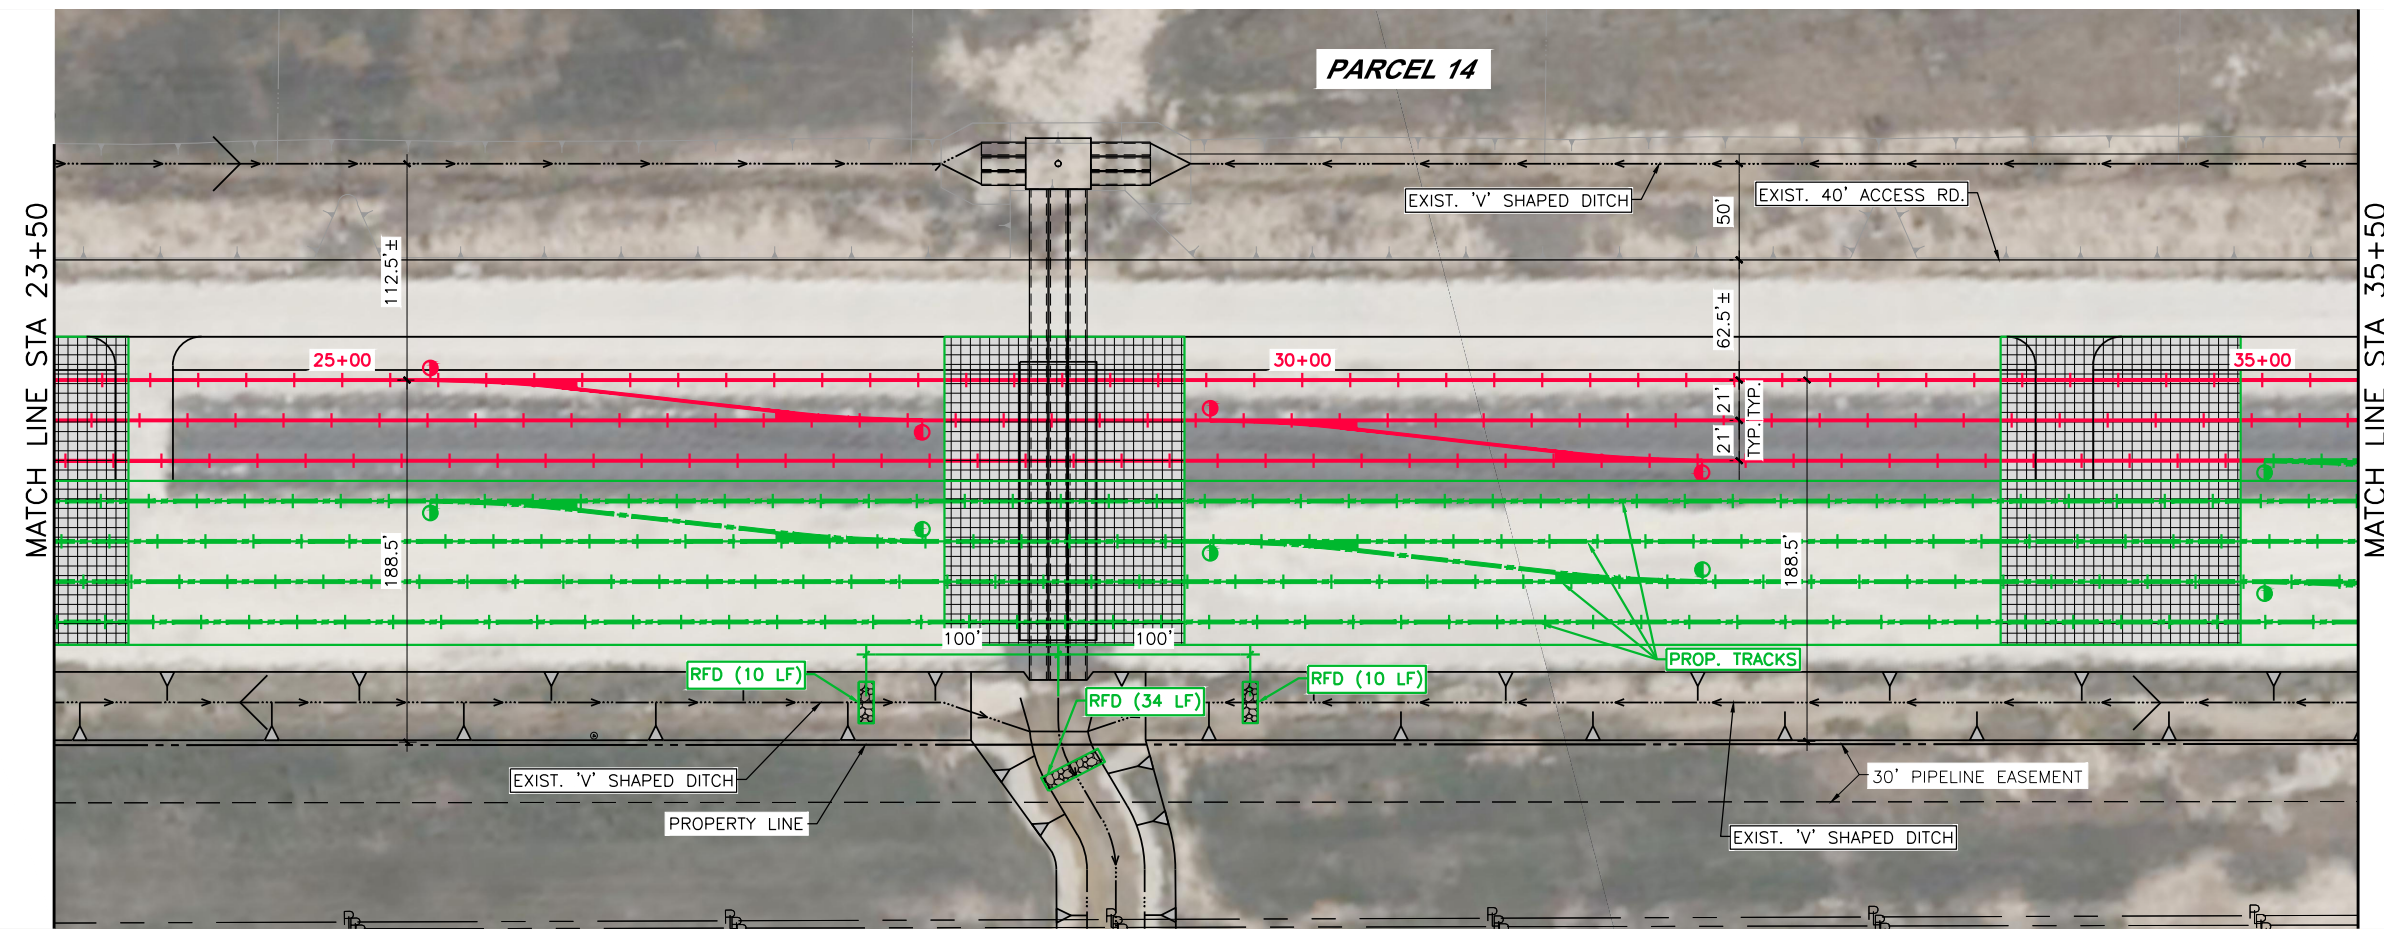 PARCEL 14
EXIST. 'V' SHAPED DITCH
EXIST. 40' ACCESS RD.
50'
112.5'±
62.5'±
MATCH LINE STA 23+50
MATCH LINE STA 35+50
25+00
30+00
35+00
21'
TYP.
21'
TYP.
188.5'
188.5'
100'
100'
RFD (10 LF)
RFD (34 LF)
RFD (10 LF)
PROP. TRACKS
EXIST. 'V' SHAPED DITCH
PROPERTY LINE
30' PIPELINE EASEMENT
EXIST. 'V' SHAPED DITCH